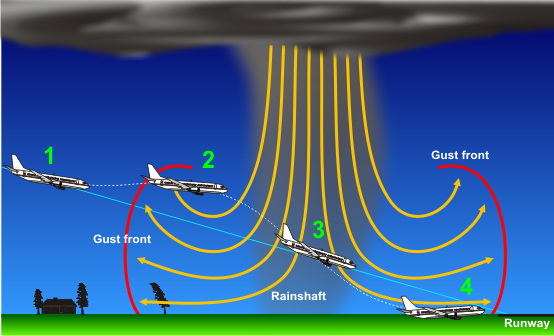 1
2
Gust front
3
Gust front
4
Rainshaft
Runway